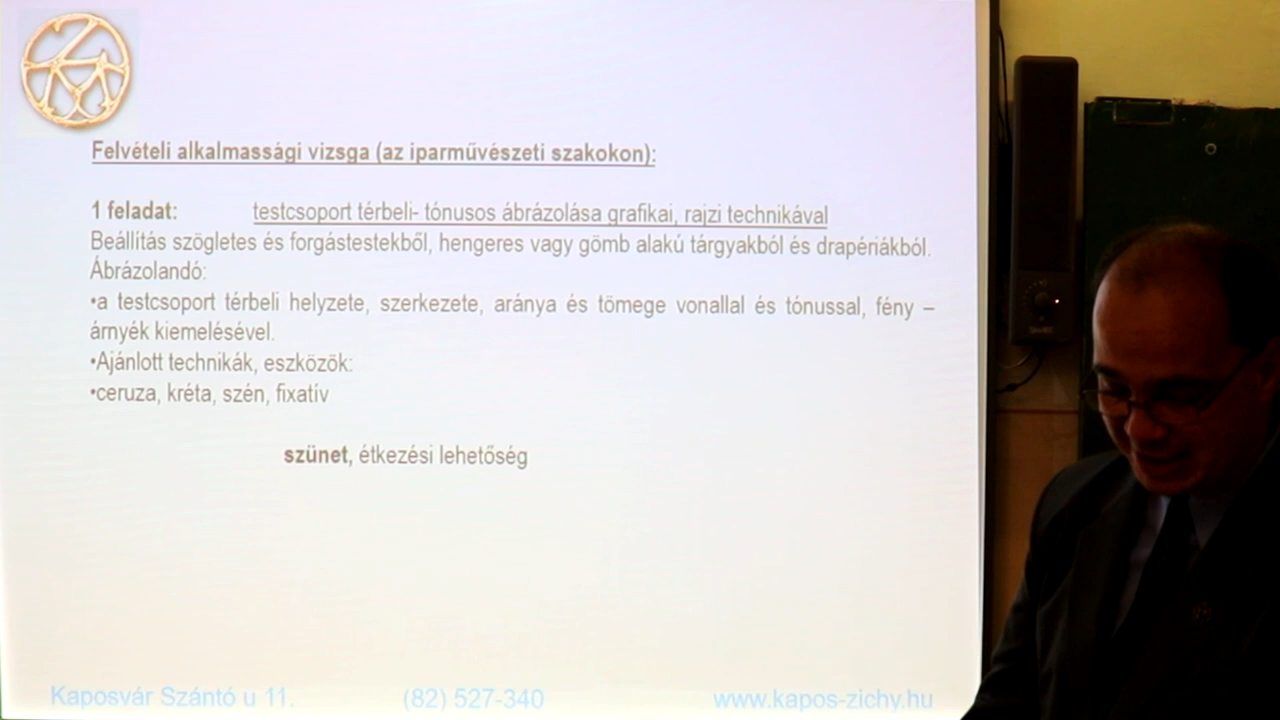 Felvételi alkalmassági vizsga (az iparművészeti szakokon):
1 feladat: testcsoport térbeli- tónusos ábrázolása grafikai, rajzi technikával
Beállítás szögletes és forgástestekből, hengeres vagy gömb alakú tárgyakból és drapériákból.
Ábrázolandó:
•a testcsoport térbeli helyzete, szerkezete, aránya és tömege vonallal és tónussal, fény –
árnyék kiemelésével.
•Ajánlott technikák, eszközök:
•ceruza, kréta, szén, fixatív
szünet, étkezési lehetőség
Kaposvár Szántó u 11. (82) 527-340 www.kapos-zichy.hu